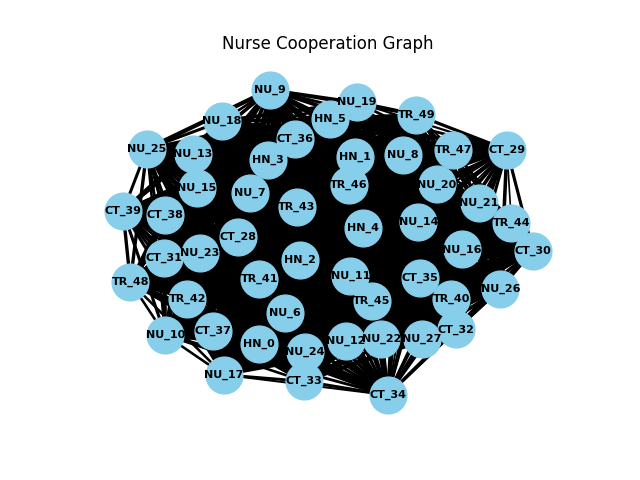 Nurse Cooperation Graph
NU_9
NU_19
HN_5
TR_49
NU_18
CT_36
NU_25
NU_13
HN_3
HN_1
NU_8
TR_47
CT_29
NU_15
NU_7
TR_46
NU_20
NU_21
CT_39
CT_38
TR_43
NU_14
TR_44
HN_4
CT_28
NU_23
CT_31
HN_2
NU_16
CT_30
TR_48
TR_41
NU_11
CT_35
NU_26
TR_42
TR_45
TR_40
NU_6
NU_10
CT_37
HN_0
NU_24
NU_12
NU_22
NU_27
CT_32
NU_17
CT_33
CT_34